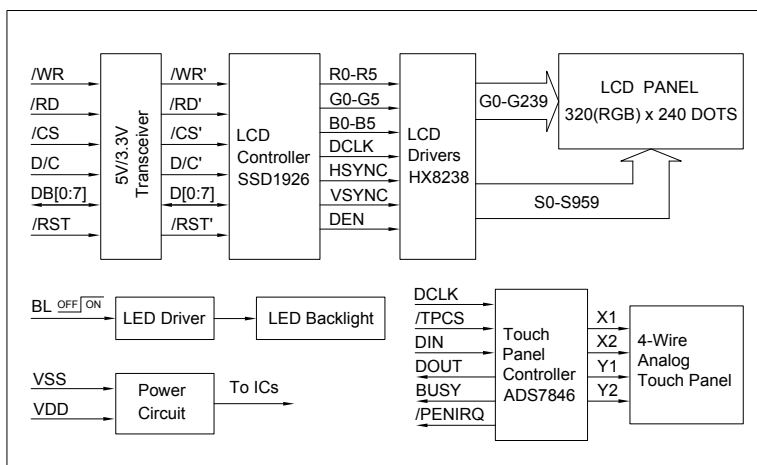 /WR
/RD
/CS
D/C
DB[0:7]
/RST
5V/3.3V
Transceiver
/WR'
/RD'
/CS'
D/C'
D[0:7]
/RST'
LCD
Controller
SSD1926
R0-R5
G0-G5
B0-B5
DCLK
HSYNC
VSYNC
DEN
LCD
Drivers
HX8238
G0-G239
S0-S959
LCD PANEL
320(RGB) x 240 DOTS
BL OFF ON
LED Driver
LED Backlight
VSS
VDD
Power
Circuit
To ICs
DCLK
/TPCS
DIN
DOUT
BUSY
/PENIRQ
Touch
Panel
Controller
ADS7846
X1
X2
Y1
Y2
4-Wire
Analog
Touch Panel